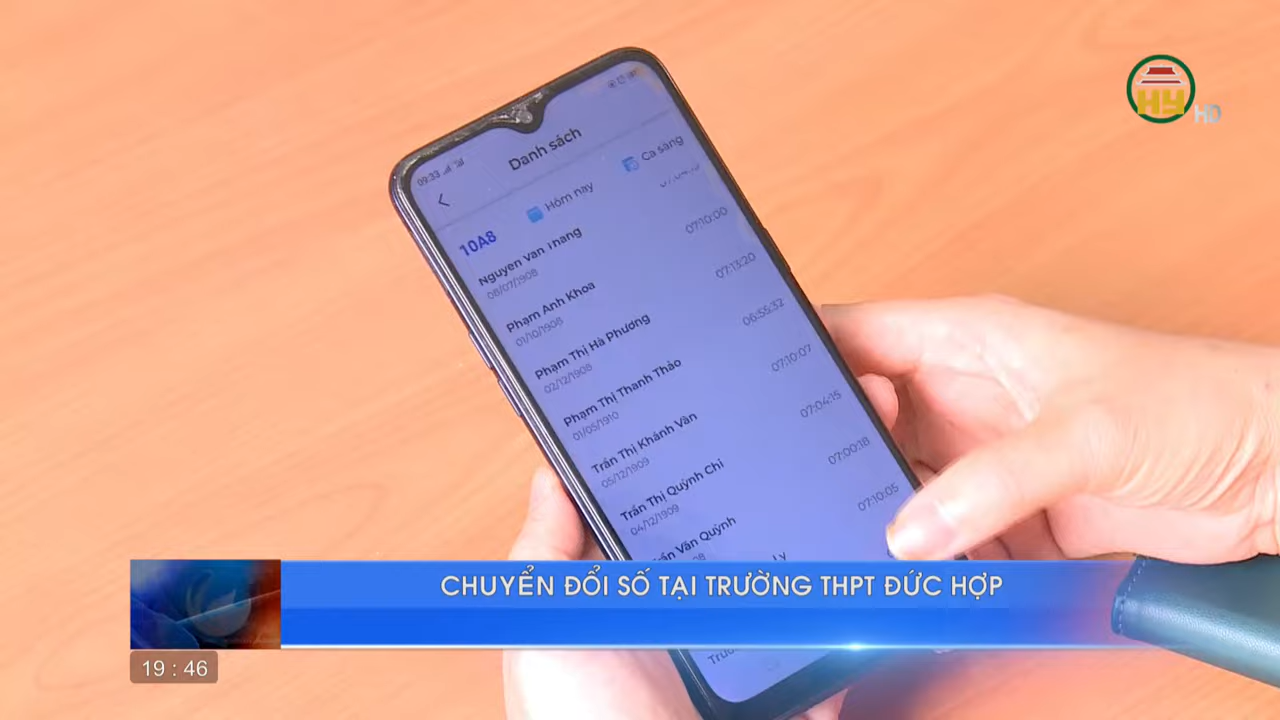 HY
HD
09:33
Danh sách
Hôm nay
Ca sáng
10A8
Nguyen Van Thang
06/07/1908
07:10:00
Phạm Anh Khoa
01/10/1908
07:13:20
Phạm Thị Hà Phương
02/12/1908
06:55:32
Phạm Thị Thanh Thảo
01/05/1910
07:10:07
Trần Thị Khánh Vân
05/12/1909
07:04:15
Trần Thị Quỳnh Chi
04/12/1909
07:00:18
Văn Quỳnh
07:10:05
Ly
CHUYỂN ĐỔI SỐ TẠI TRƯỜNG THPT ĐỨC HỢP
19 : 46